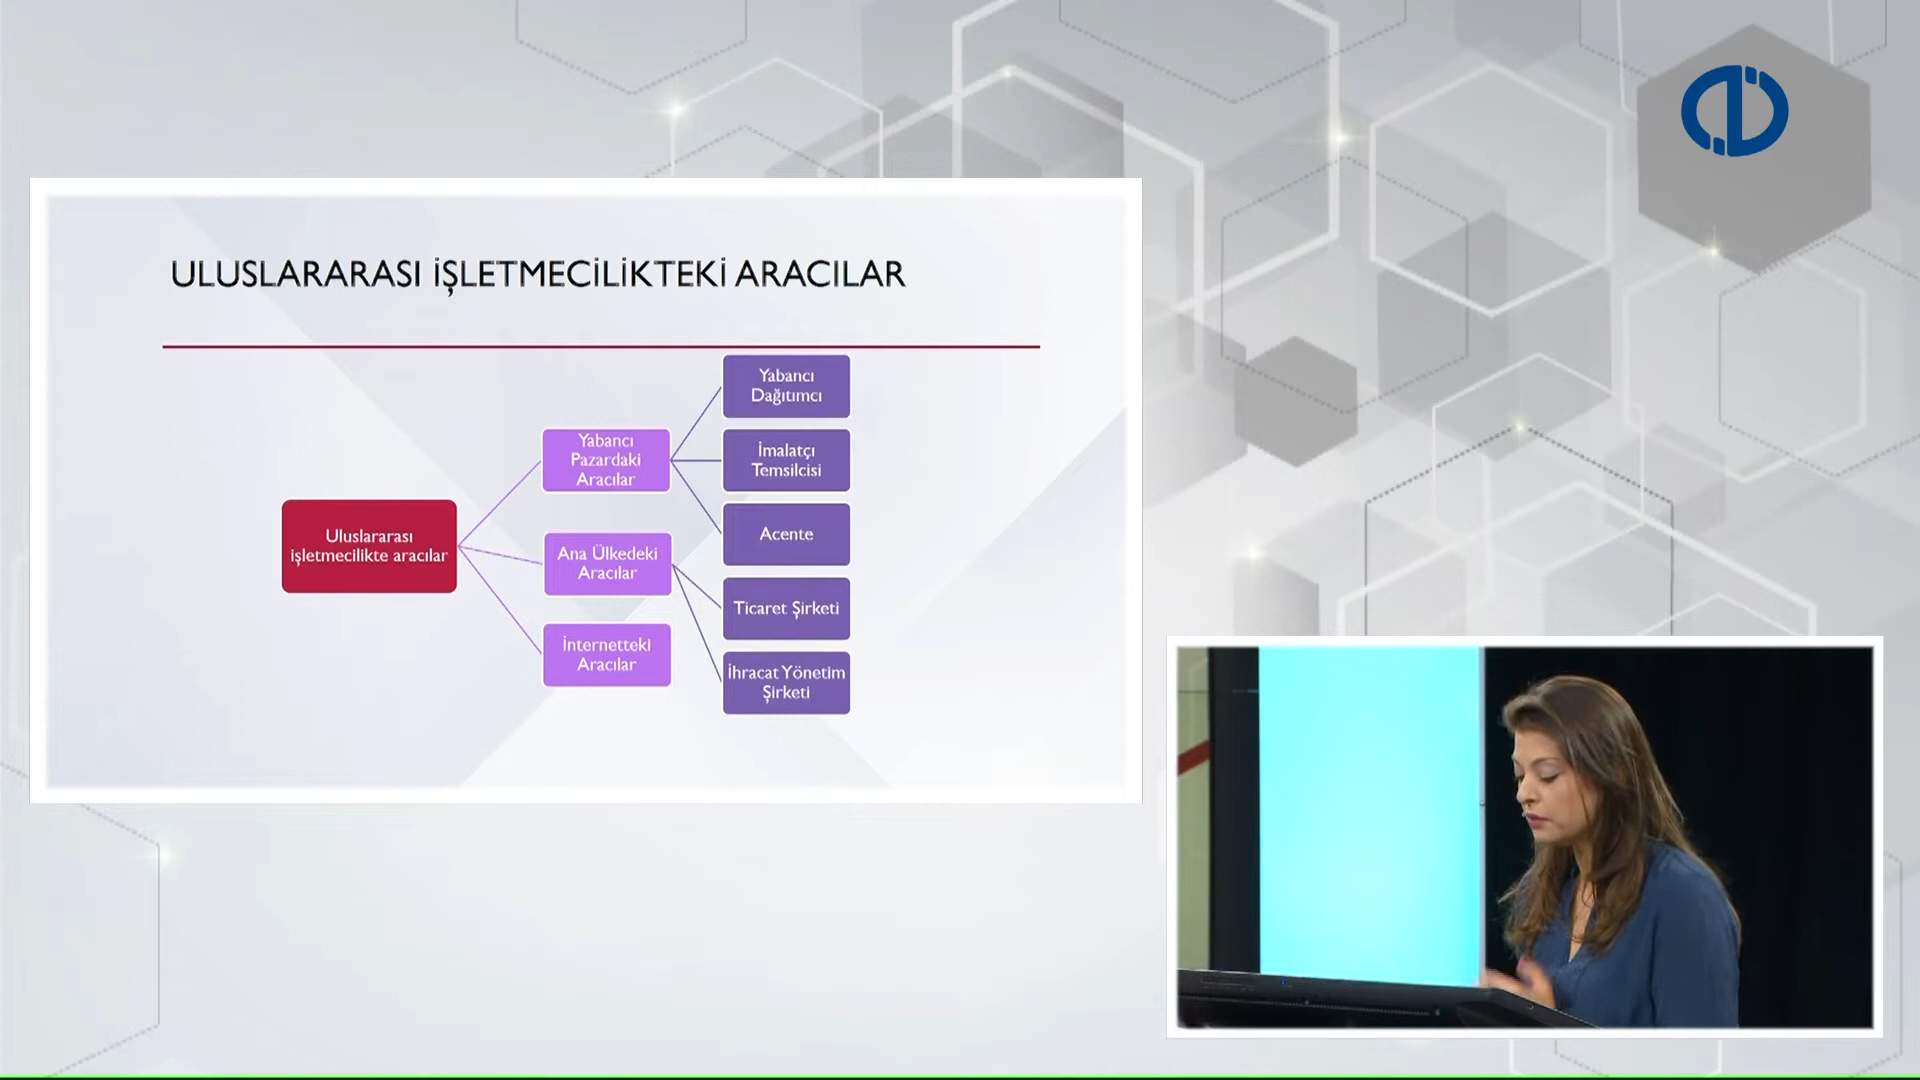 ULUSLARARASI İŞLETMECİLİKTEKİ ARACILAR
Uluslararası
işletmecilikte aracılar
Yabancı
Pazardaki
Aracılar
Ana Ülkedeki
Aracılar
İnternetteki
Aracılar
Yabancı
Dağıtımcı
İmalatçı
Temsilcisi
Acente
Ticaret Şirketi
İhracat Yönetim
Şirketi